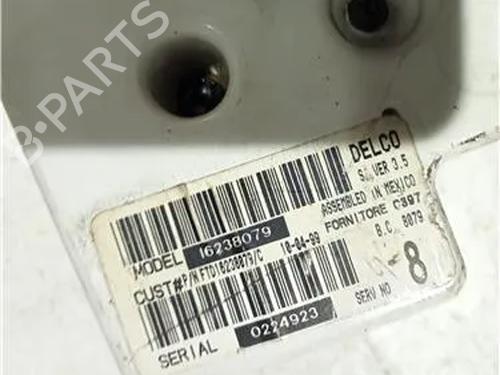 B-PARTS
DELCO
S/W VER 3.5
ASSEMBLED IN MEXICO
FORNITORE C397
B.C 8079
MODEL 16238079
CUST# P/N FTD16238079/C 10-04-99
8
SERV NO
0224923
SERIAL